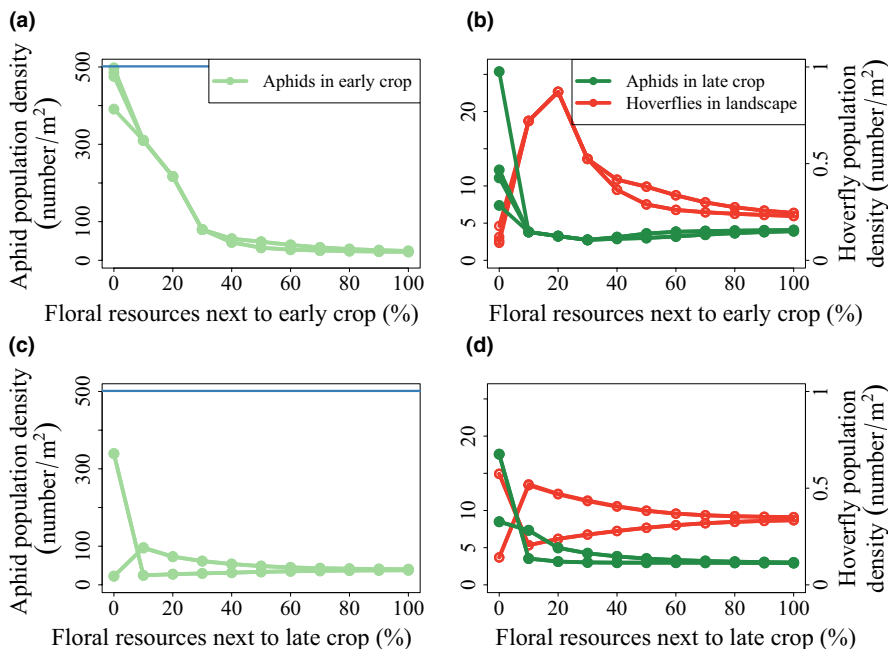 (a)
Aphid population density
(number/m²)
500
300
100
0
Aphids in early crop
0 20 40 60 80 100
Floral resources next to early crop (%)
(b)
20
15
10
5
0
Aphids in late crop
Hoverflies in landscape
1
0.5
0
Hoverfly population
density (number/m²)
0 20 40 60 80 100
Floral resources next to early crop (%)
(c)
Aphid population density
(number/m²)
500
300
100
0
0 20 40 60 80 100
Floral resources next to late crop (%)
(d)
20
15
10
5
0
1
0.5
0
Hoverfly population
density (number/m²)
0 20 40 60 80 100
Floral resources next to late crop (%)